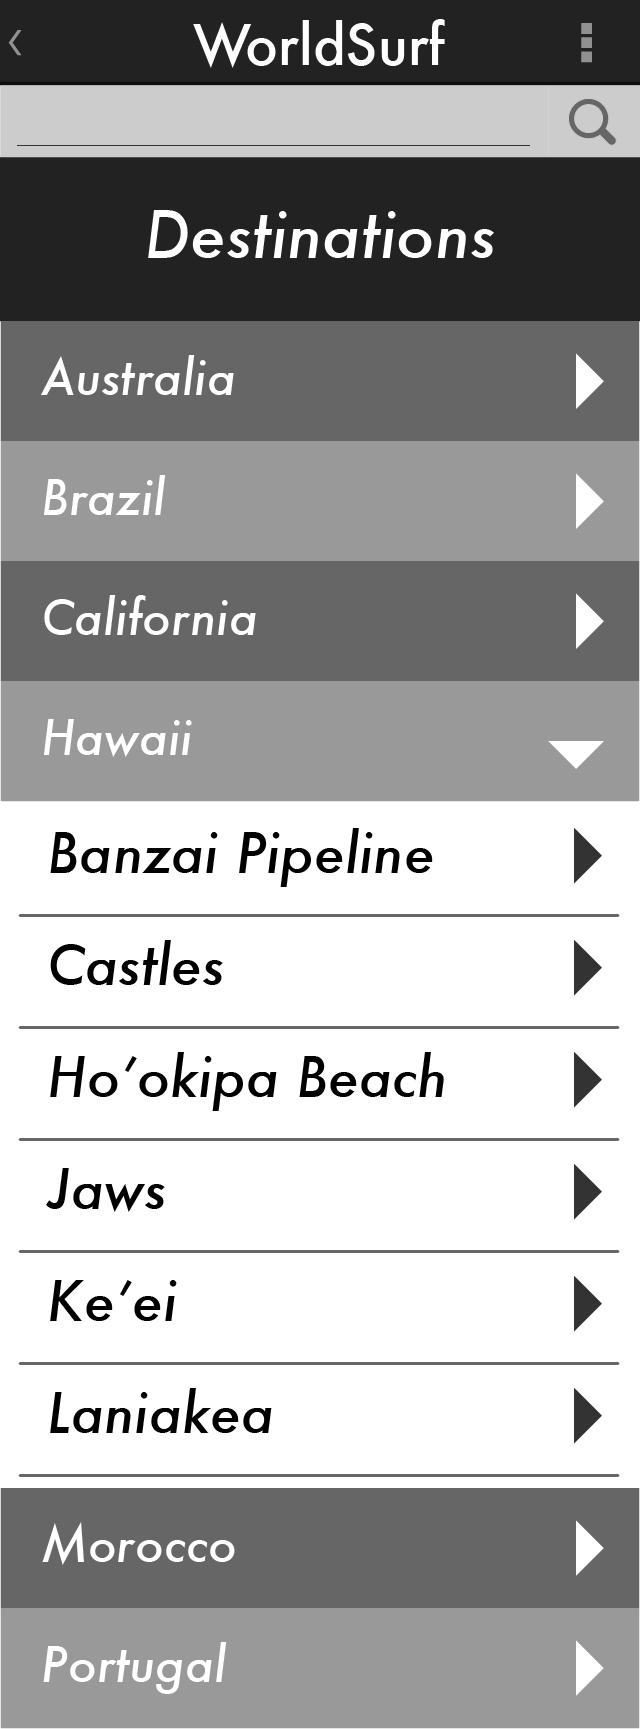 WorldSurf
Destinations
Australia
Brazil
California
Hawaii
Banzai Pipeline
Castles
Ho’okipa Beach
Jaws
Ke’ei
Laniakea
Morocco
Portugal